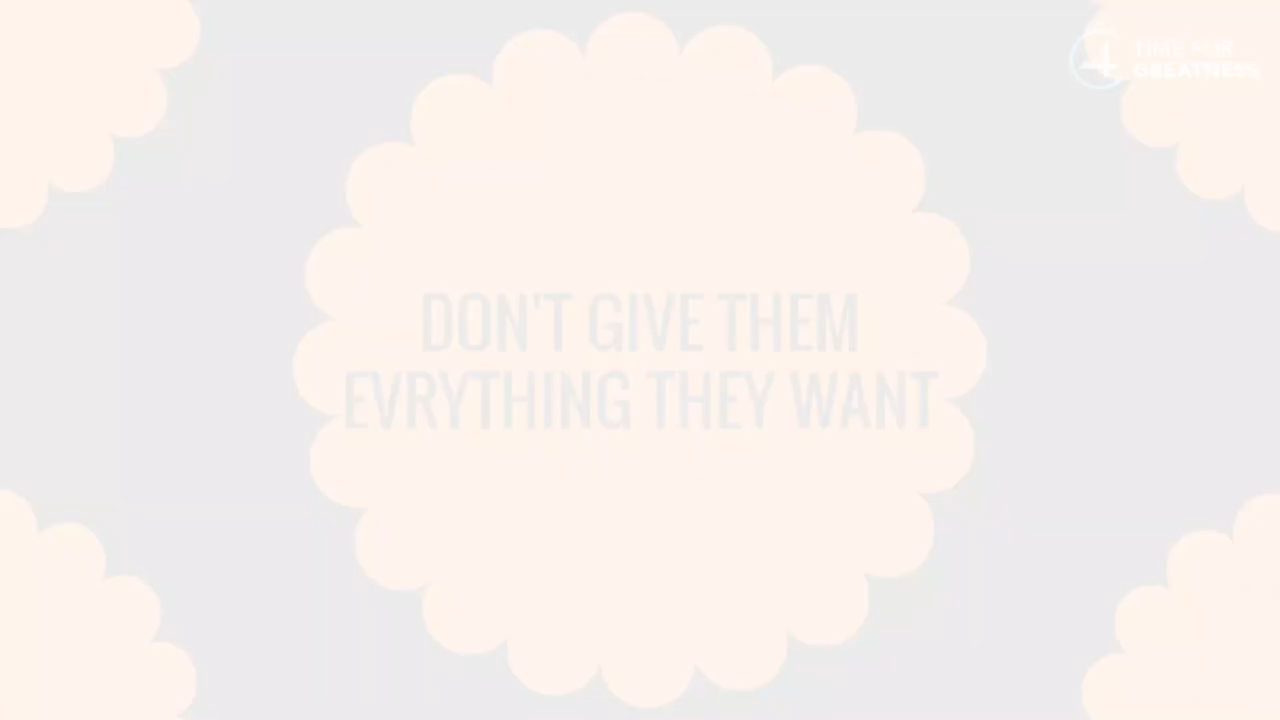 TIME FOR
GREATNESS
DON'T GIVE THEM
EVRYTHING THEY WANT